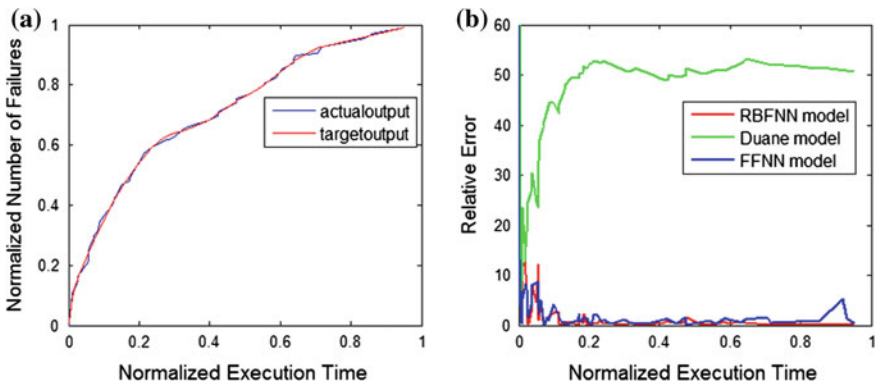 (a)
Normalized Number of Failures
1
0.8
0.6
0.4
0.2
0
0
0.2
0.4
0.6
0.8
1
actualoutput
targetoutput
Normalized Execution Time
(b)
Relative Error
60
50
40
30
20
10
0
0
0.2
0.4
0.6
0.8
1
RBFNN model
Duane model
FFNN model
Normalized Execution Time